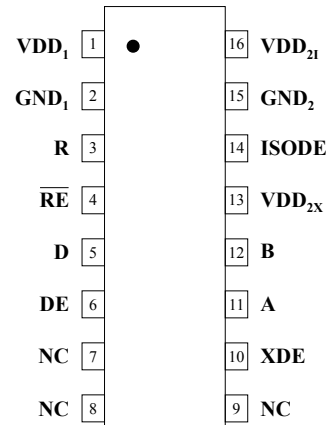 VDD₁ 1 16 VDD₂I
GND₁ 2 15 GND₂
R 3 14 ISODE
R̅E̅ 4 13 VDD₂X
D 5 12 B
DE 6 11 A
NC 7 10 XDE
NC 8 9 NC